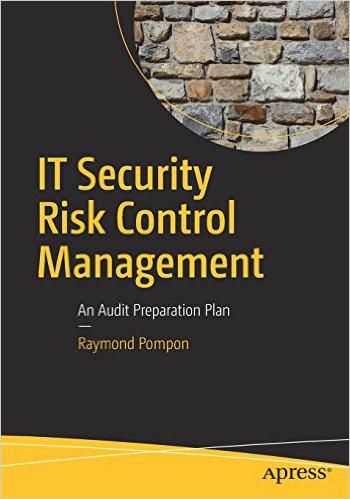 IT Security
Risk Control
Management
An Audit Preparation Plan
Raymond Pompon
Apress®